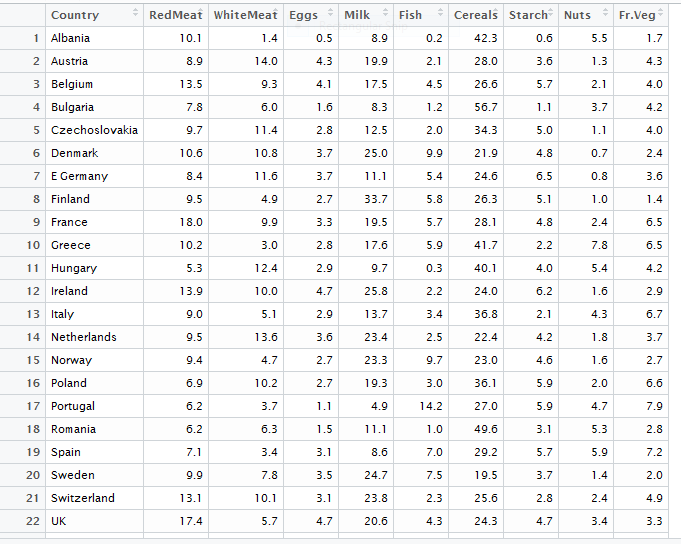 Country RedMeat WhiteMeat Eggs Milk Fish Cereals Starch Nuts Fr.Veg
1 Albania 10.1 1.4 0.5 8.9 0.2 42.3 0.6 5.5 1.7
2 Austria 8.9 14.0 4.3 19.9 2.1 28.0 3.6 1.3 4.3
3 Belgium 13.5 9.3 4.1 17.5 4.5 26.6 5.7 2.1 4.0
4 Bulgaria 7.8 6.0 1.6 8.3 1.2 56.7 1.1 3.7 4.2
5 Czechoslovakia 9.7 11.4 2.8 12.5 2.0 34.3 5.0 1.1 4.0
6 Denmark 10.6 10.8 3.7 25.0 9.9 21.9 4.8 0.7 2.4
7 E Germany 8.4 11.6 3.7 11.1 5.4 24.6 6.5 0.8 3.6
8 Finland 9.5 4.9 2.7 33.7 5.8 26.3 5.1 1.0 1.4
9 France 18.0 9.9 3.3 19.5 5.7 28.1 4.8 2.4 6.5
10 Greece 10.2 3.0 2.8 17.6 5.9 41.7 2.2 7.8 6.5
11 Hungary 5.3 12.4 2.9 9.7 0.3 40.1 4.0 5.4 4.2
12 Ireland 13.9 10.0 4.7 25.8 2.2 24.0 6.2 1.6 2.9
13 Italy 9.0 5.1 2.9 13.7 3.4 36.8 2.1 4.3 6.7
14 Netherlands 9.5 13.6 3.6 23.4 2.5 22.4 4.2 1.8 3.7
15 Norway 9.4 4.7 2.7 23.3 9.7 23.0 4.6 1.6 2.7
16 Poland 6.9 10.2 2.7 19.3 3.0 36.1 5.9 2.0 6.6
17 Portugal 6.2 3.7 1.1 4.9 14.2 27.0 5.9 4.7 7.9
18 Romania 6.2 6.3 1.5 11.1 1.0 49.6 3.1 5.3 2.8
19 Spain 7.1 3.4 3.1 8.6 7.0 29.2 5.7 5.9 7.2
20 Sweden 9.9 7.8 3.5 24.7 7.5 19.5 3.7 1.4 2.0
21 Switzerland 13.1 10.1 3.1 23.8 2.3 25.6 2.8 2.4 4.9
22 UK 17.4 5.7 4.7 20.6 4.3 24.3 4.7 3.4 3.3